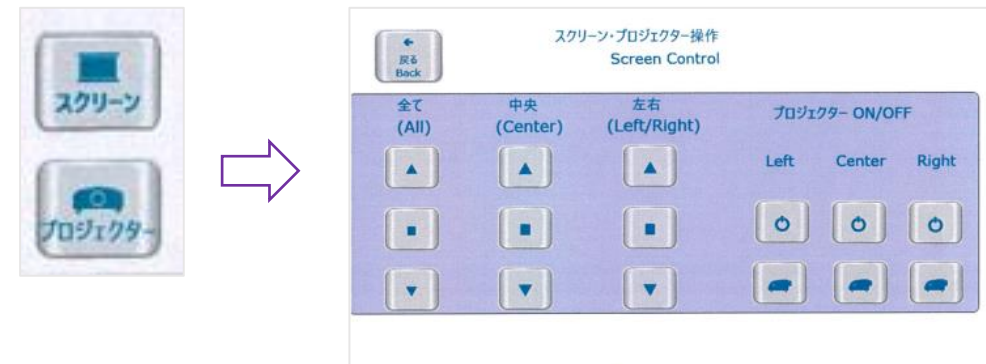 スクリーン
プロジェクター
スクリーン・プロジェクター操作
Screen Control
戻る
Back
全て
(All)
中央
(Center)
左右
(Left/Right)
プロジェクター ON/OFF
Left
Center
Right